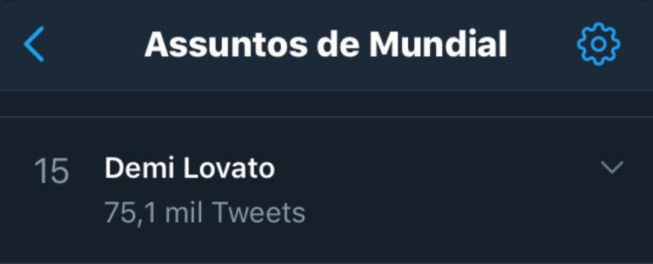 Assuntos de Mundial
15 Demi Lovato
75,1 mil Tweets